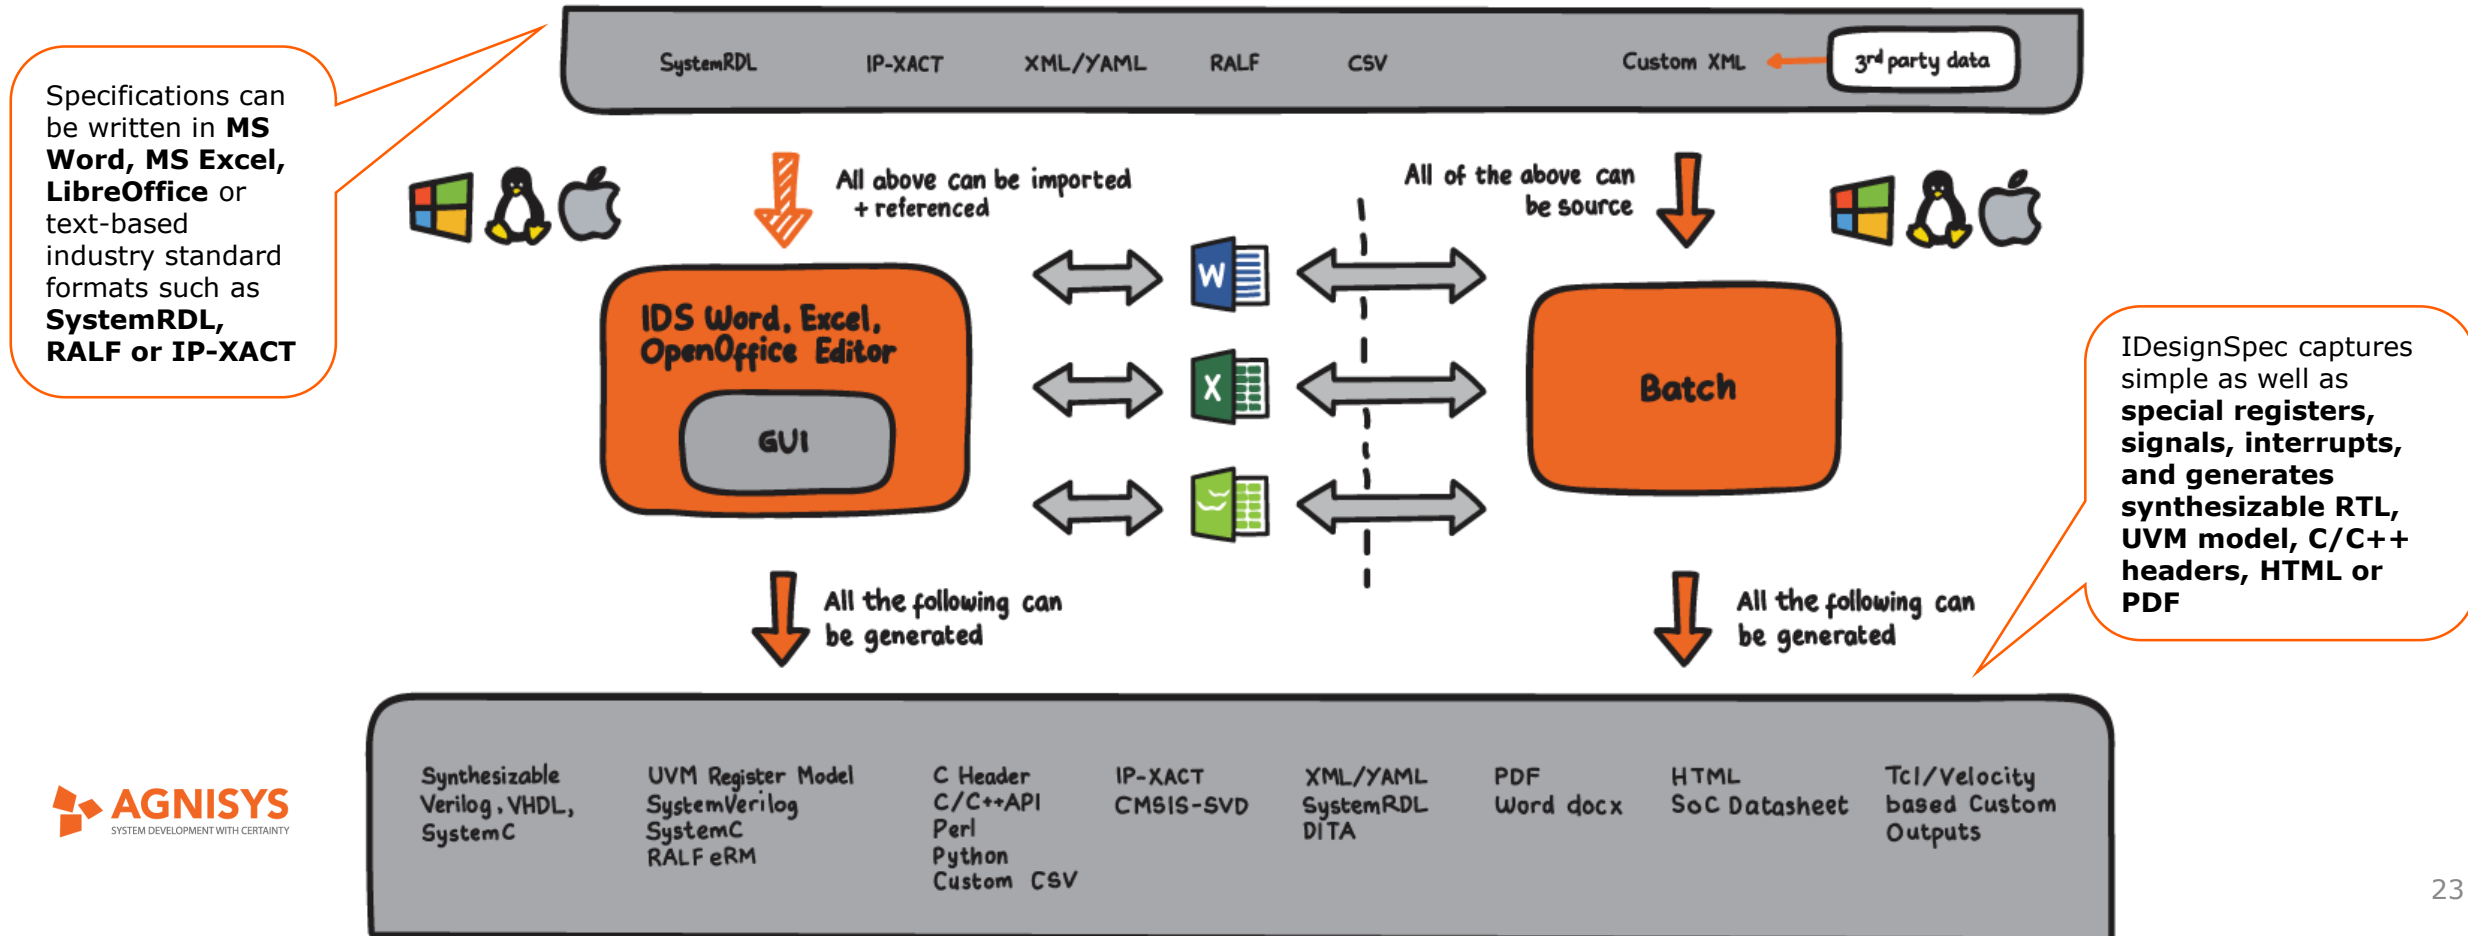 SystemRDL
IP-XACT
XML/YAML
RALF
CSV
Custom XML
3rd party data
Specifications can
be written in MS
Word, MS Excel,
LibreOffice or
text-based
industry standard
formats such as
SystemRDL,
RALF or IP-XACT
All above can be imported
+ referenced
All of the above can
be source
IDS Word, Excel,
OpenOffice Editor
GUI
W
X
Batch
IDesignSpec captures
simple as well as
special registers,
signals, interrupts,
and generates
synthesizable RTL,
UVM model, C/C++
headers, HTML or
PDF
All the following can
be generated
All the following can
be generated
Synthesizable
Verilog, VHDL,
SystemC
UVM Register Model
SystemVerilog
SystemC
RALF eRM
C Header
C/C++API
Perl
Python
Custom CSV
IP-XACT
CMSIS-SVD
XML/YAML
SystemRDL
DITA
PDF
Word docx
HTML
SoC Datasheet
Tcl/Velocity
based Custom
Outputs
AGNISYS
SYSTEM DEVELOPMENT WITH CERTAINTY
23